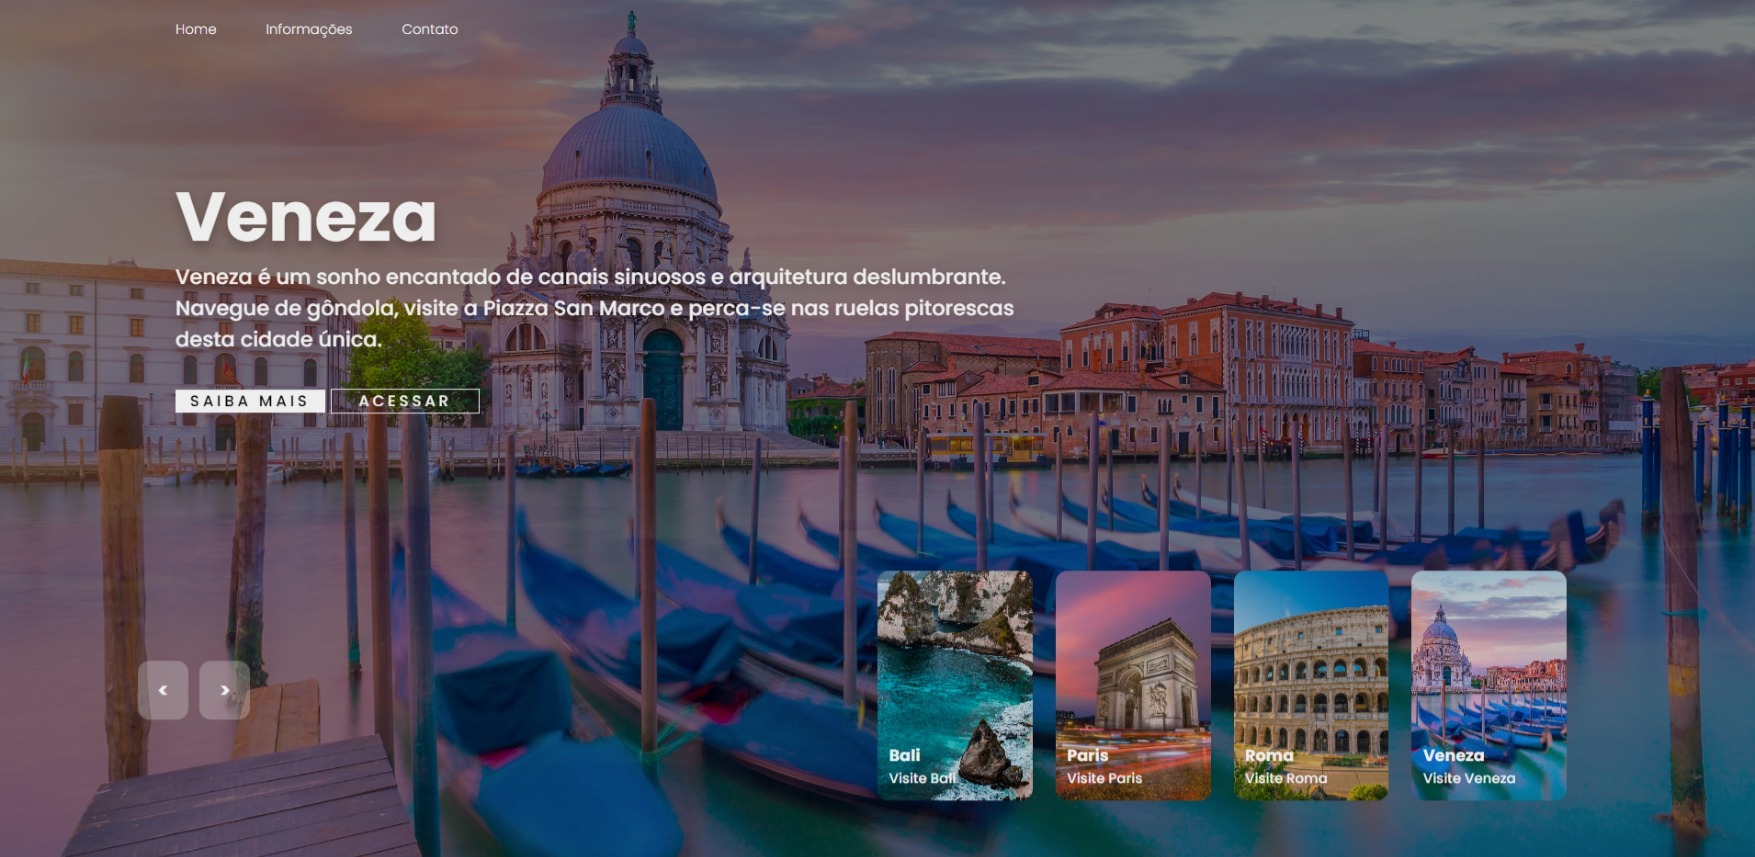 Home
Informações
Contato
Veneza
Veneza é um sonho encantado de canais sinuosos e arquitetura deslumbrante.
Navegue de gôndola, visite a Piazza San Marco e perca-se nas ruelas pitorescas
desta cidade única.
SAIBA MAIS
ACESSAR
<
>
Bali
Visite Bali
Paris
Visite Paris
Roma
Visite Roma
Veneza
Visite Veneza